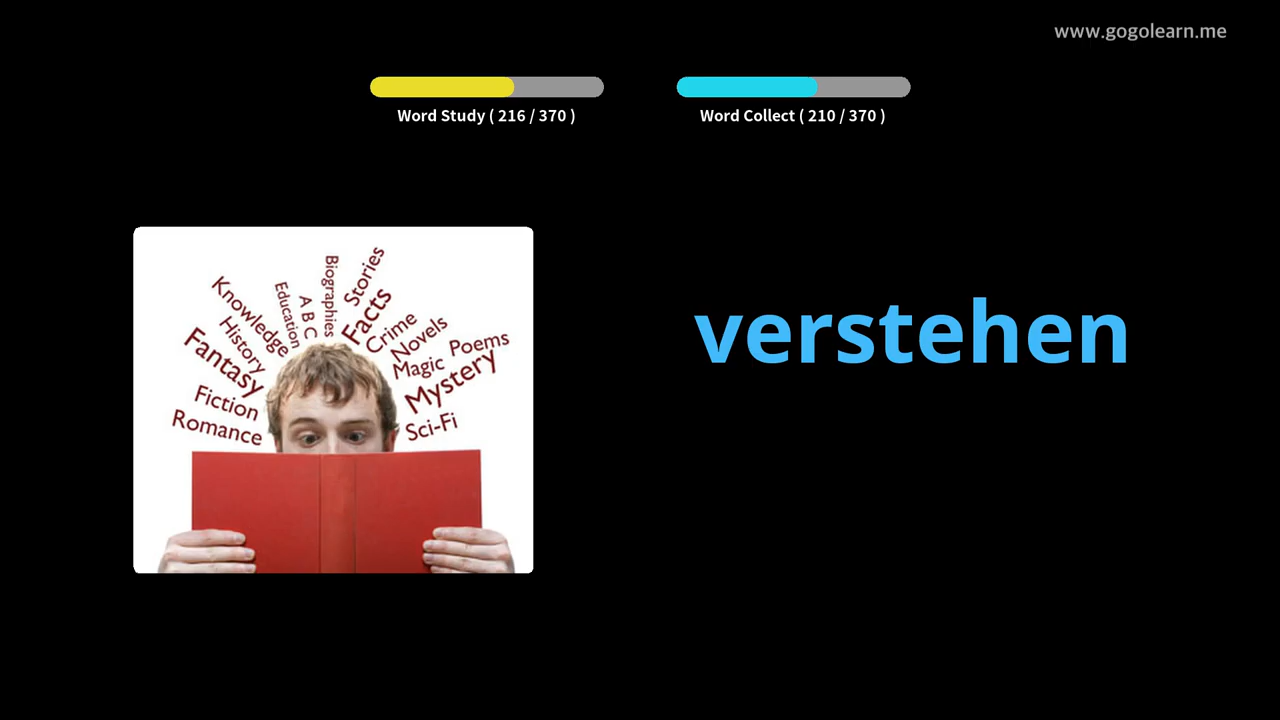 www.gogolearn.me
Word Study ( 216 / 370 )
Word Collect ( 210 / 370 )
verstehen
Stories
Biographies
Facts
A B C
Education
Knowledge
Crime
Novels
History
Poems
Fantasy
Magic
Mystery
Fiction
Sci-Fi
Romance